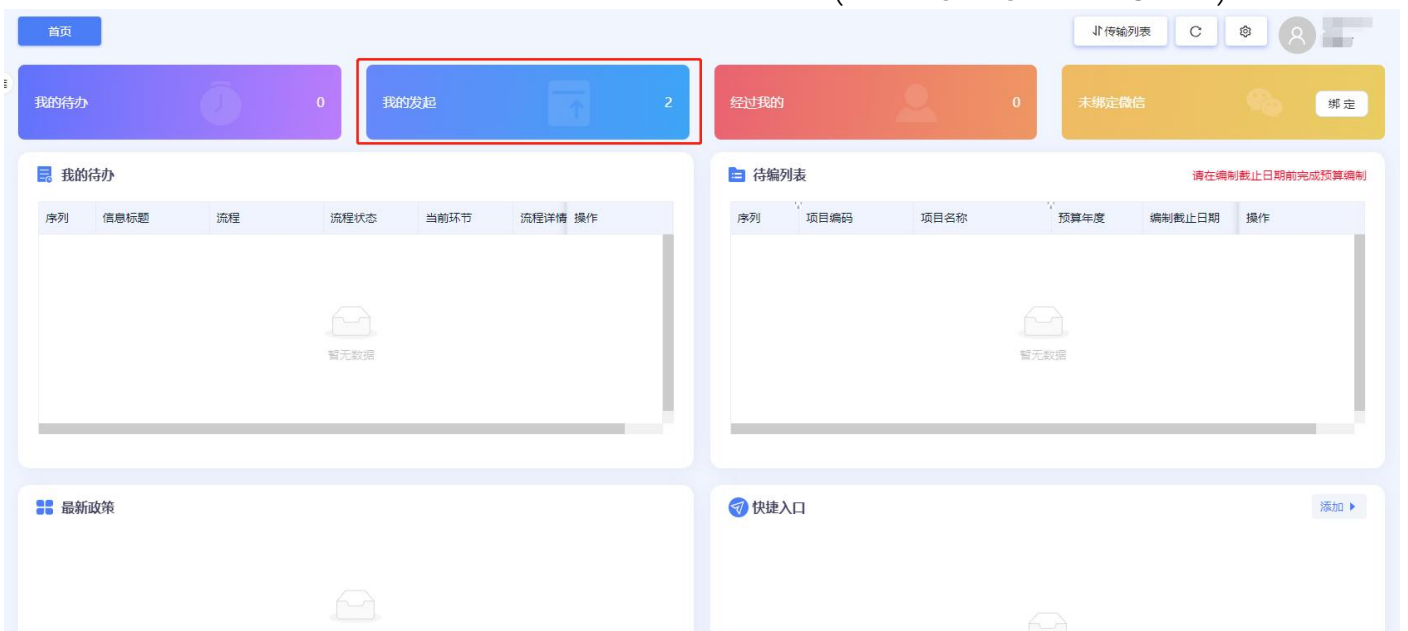 首页
传输列表
我的待办 0
我的发起 2
经过我的 0
未绑定微信 绑定
我的待办
待编列表 请在编制截止日期前完成预算编制
序列 信息标题 流程 流程状态 当前环节 流程详情 操作
序列 项目编码 项目名称 预算年度 编制截止日期 操作
暂无数据
暂无数据
最新政策
快捷入口 添加